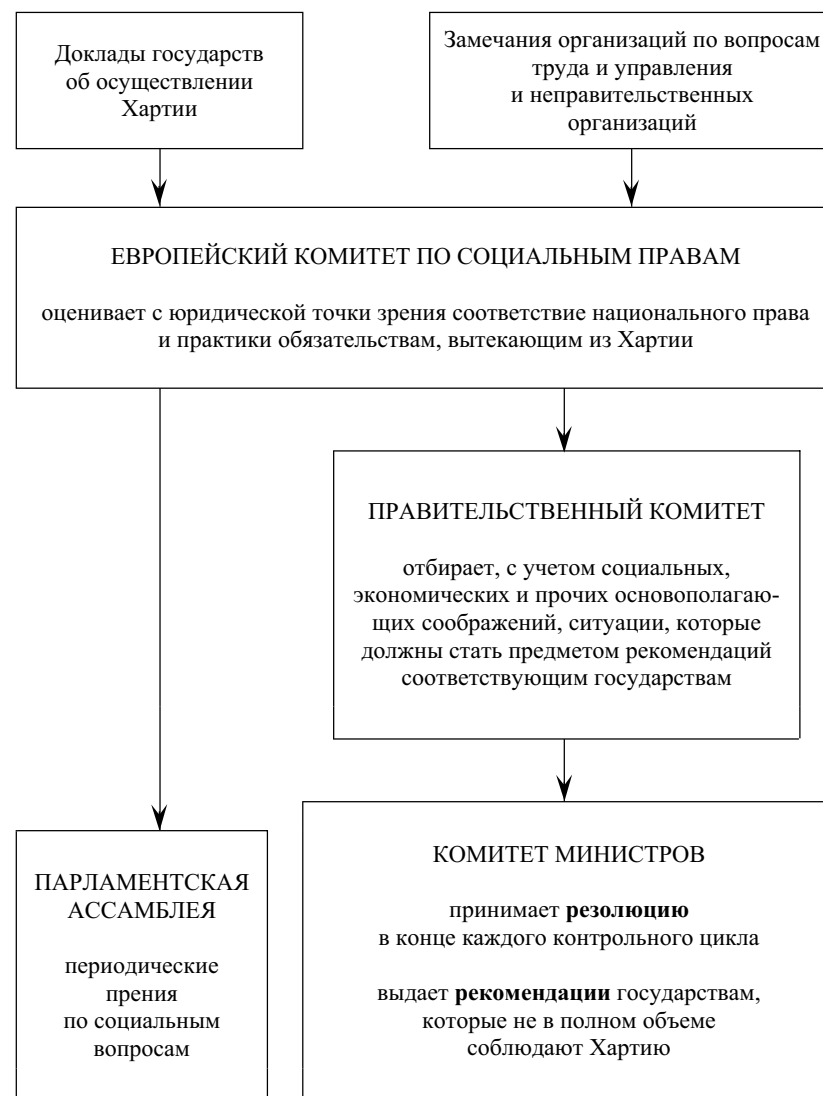 Доклады государств
об осуществлении
Хартии
Замечания организаций по вопросам
труда и управления
и неправительственных
организаций
ЕВРОПЕЙСКИЙ КОМИТЕТ ПО СОЦИАЛЬНЫМ ПРАВАМ
оценивает с юридической точки зрения соответствие национального права
и практики обязательствам, вытекающим из Хартии
ПРАВИТЕЛЬСТВЕННЫЙ КОМИТЕТ
отбирает, с учетом социальных,
экономических и прочих основополагаю-
щих соображений, ситуации, которые
должны стать предметом рекомендаций
соответствующим государствам
ПАРЛАМЕНТСКАЯ
АССАМБЛЕЯ
периодические
прения
по социальным
вопросам
КОМИТЕТ МИНИСТРОВ
принимает резолюцию
в конце каждого контрольного цикла
выдает рекомендации государствам,
которые не в полном объеме
соблюдают Хартию